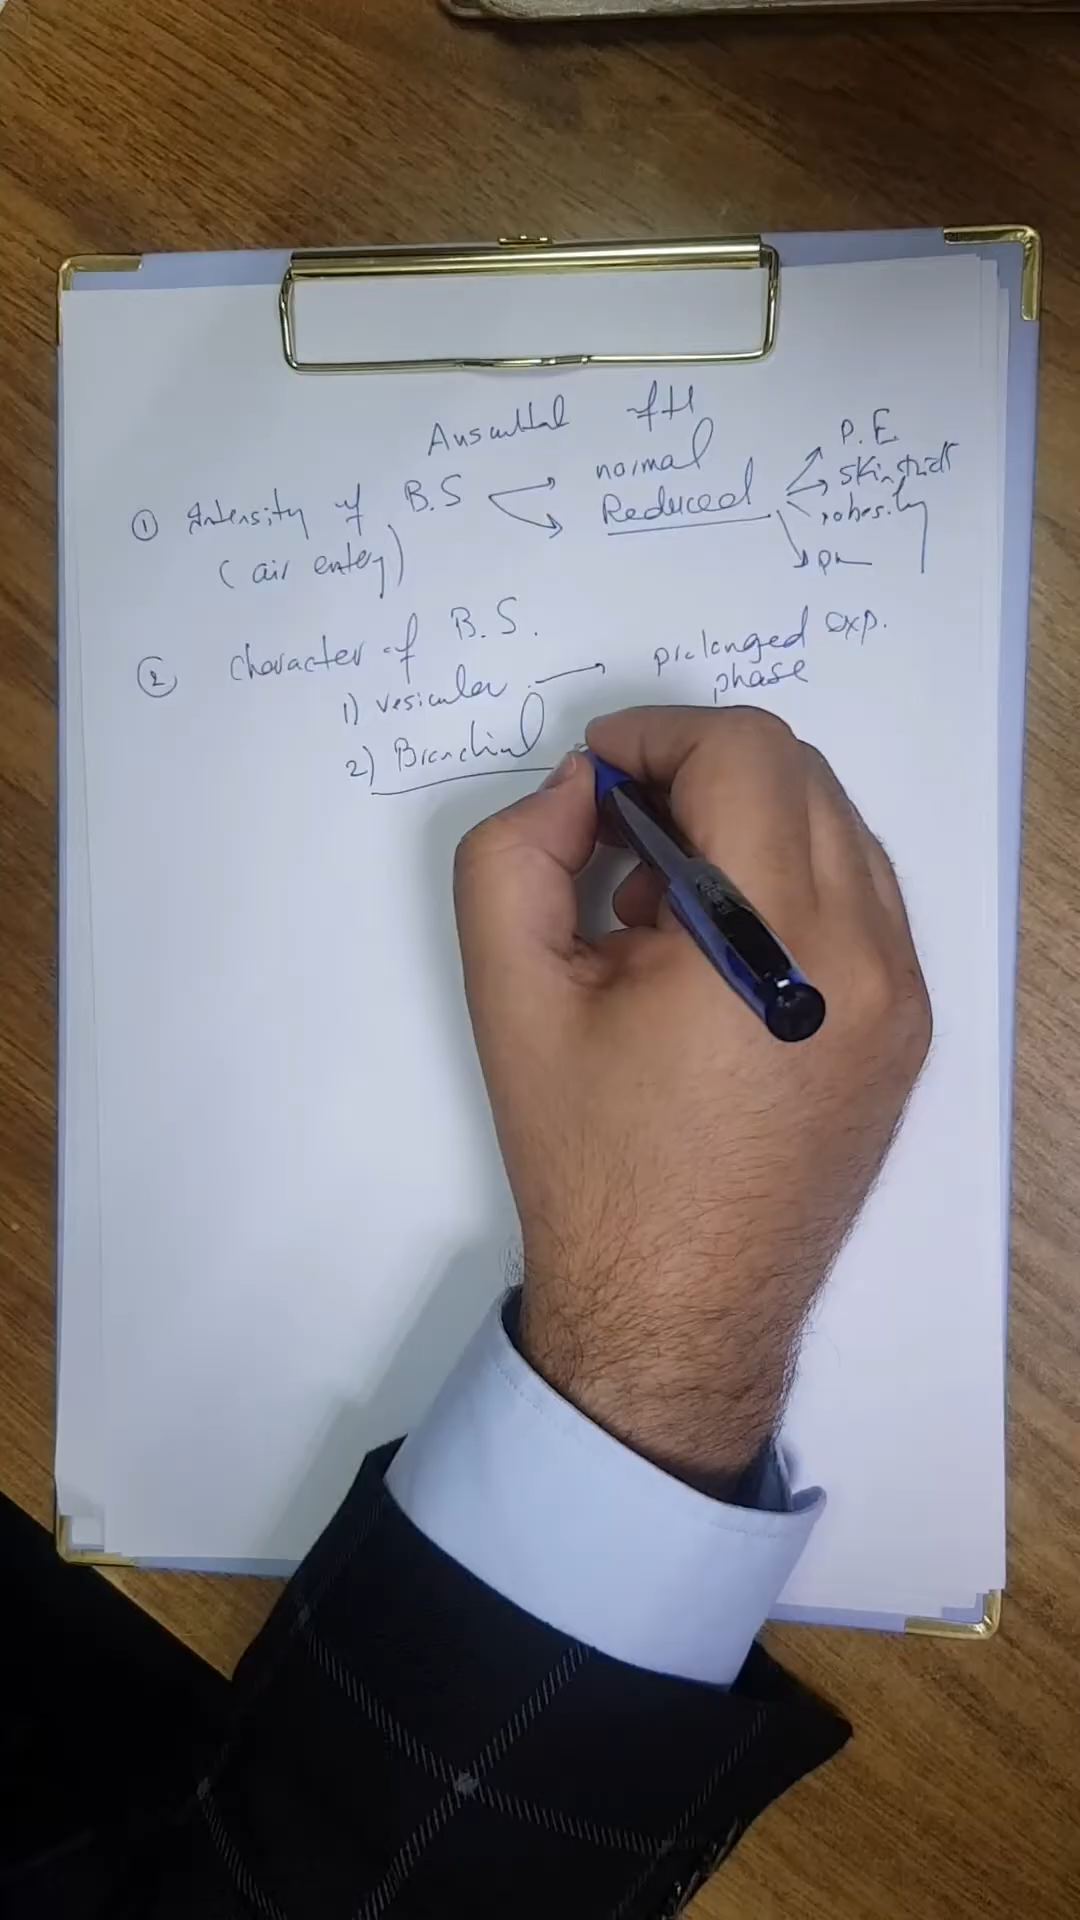 of H
① Intensity of B.S normal
(air entry) Reduced P.E
obesity
② Character of B.S.
1) vesicular prolonged exp.
phase
2) Bronchial